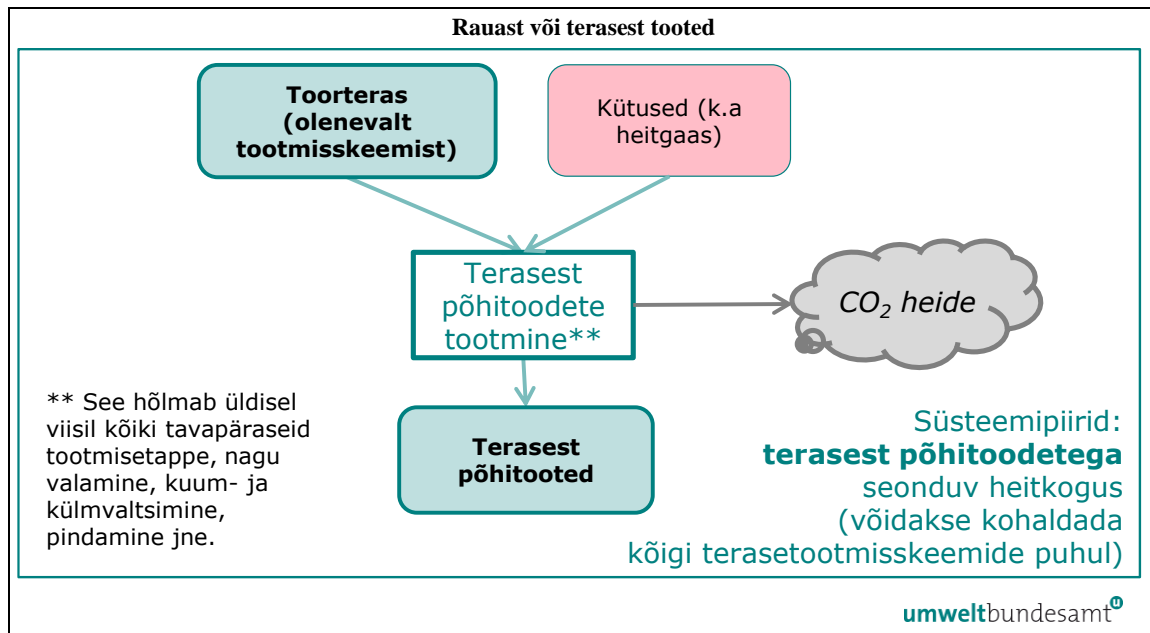 Rauast või terasest tooted
Toorteras
(olenevalt
tootmisskeemist)
Kütused (k.a
heitgaas)
Terasest
põhitoodete
tootmine**
CO₂ heide
** See hõlmab üldisel
viisil kõiki tavapäraseid
tootmisetappe, nagu
valamine, kuum- ja
külmvaltsimine,
pindamine jne.
Terasest
põhitooted
Süsteemipiirid:
terasest põhitoodetega
seonduv heitkogus
(võidakse kohaldada
kõigi terasetootmisskeemide puhul)
umweltbundesamt